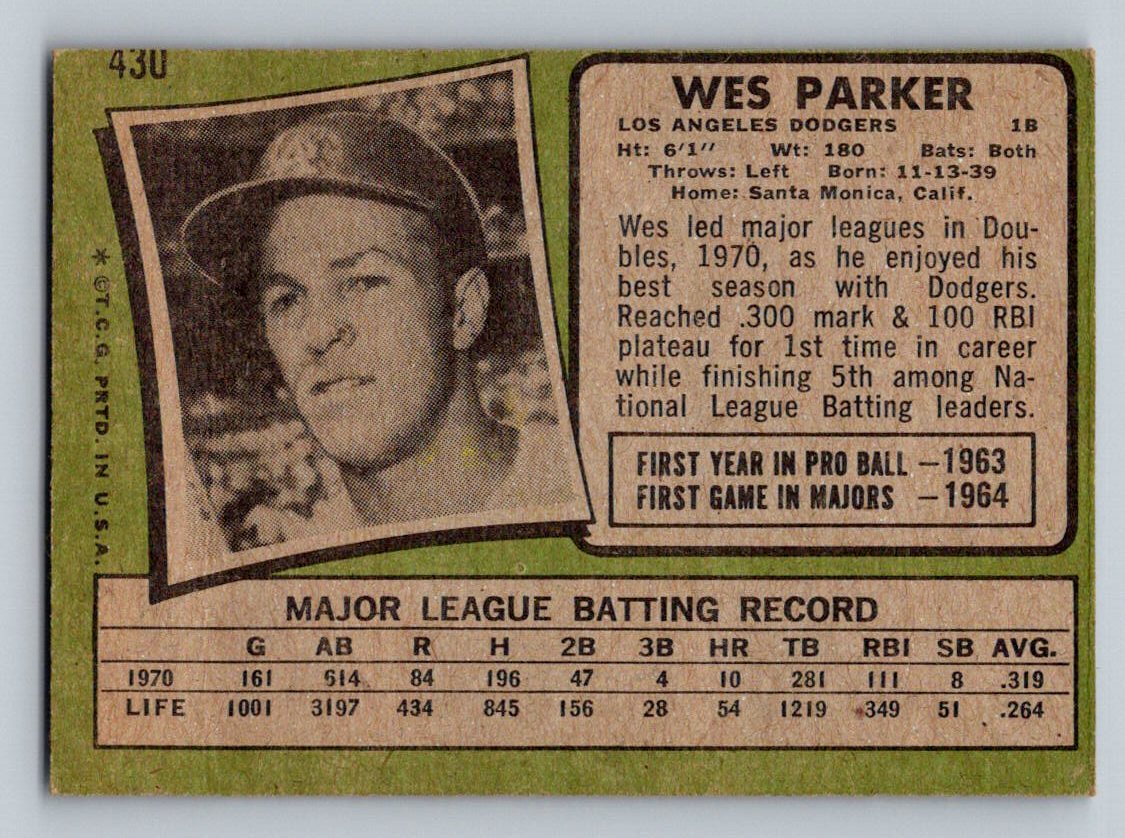 430
WES PARKER
LOS ANGELES DODGERS 1B
Ht: 6'1" Wt: 180 Bats: Both
Throws: Left Born: 11-13-39
Home: Santa Monica, Calif.
Wes led major leagues in Dou-
bles, 1970, as he enjoyed his
best season with Dodgers.
Reached .300 mark & 100 RBI
plateau for 1st time in career
while finishing 5th among Na-
tional League Batting leaders.
FIRST YEAR IN PRO BALL —1963
FIRST GAME IN MAJORS —1964
*©T.C.G. PRTD. IN U.S.A.
MAJOR LEAGUE BATTING RECORD
G AB R H 2B 3B HR TB RBI SB AVG.
1970 161 614 84 196 47 4 10 281 111 8 .319
LIFE 1001 3197 434 845 156 28 54 1219 349 51 .264